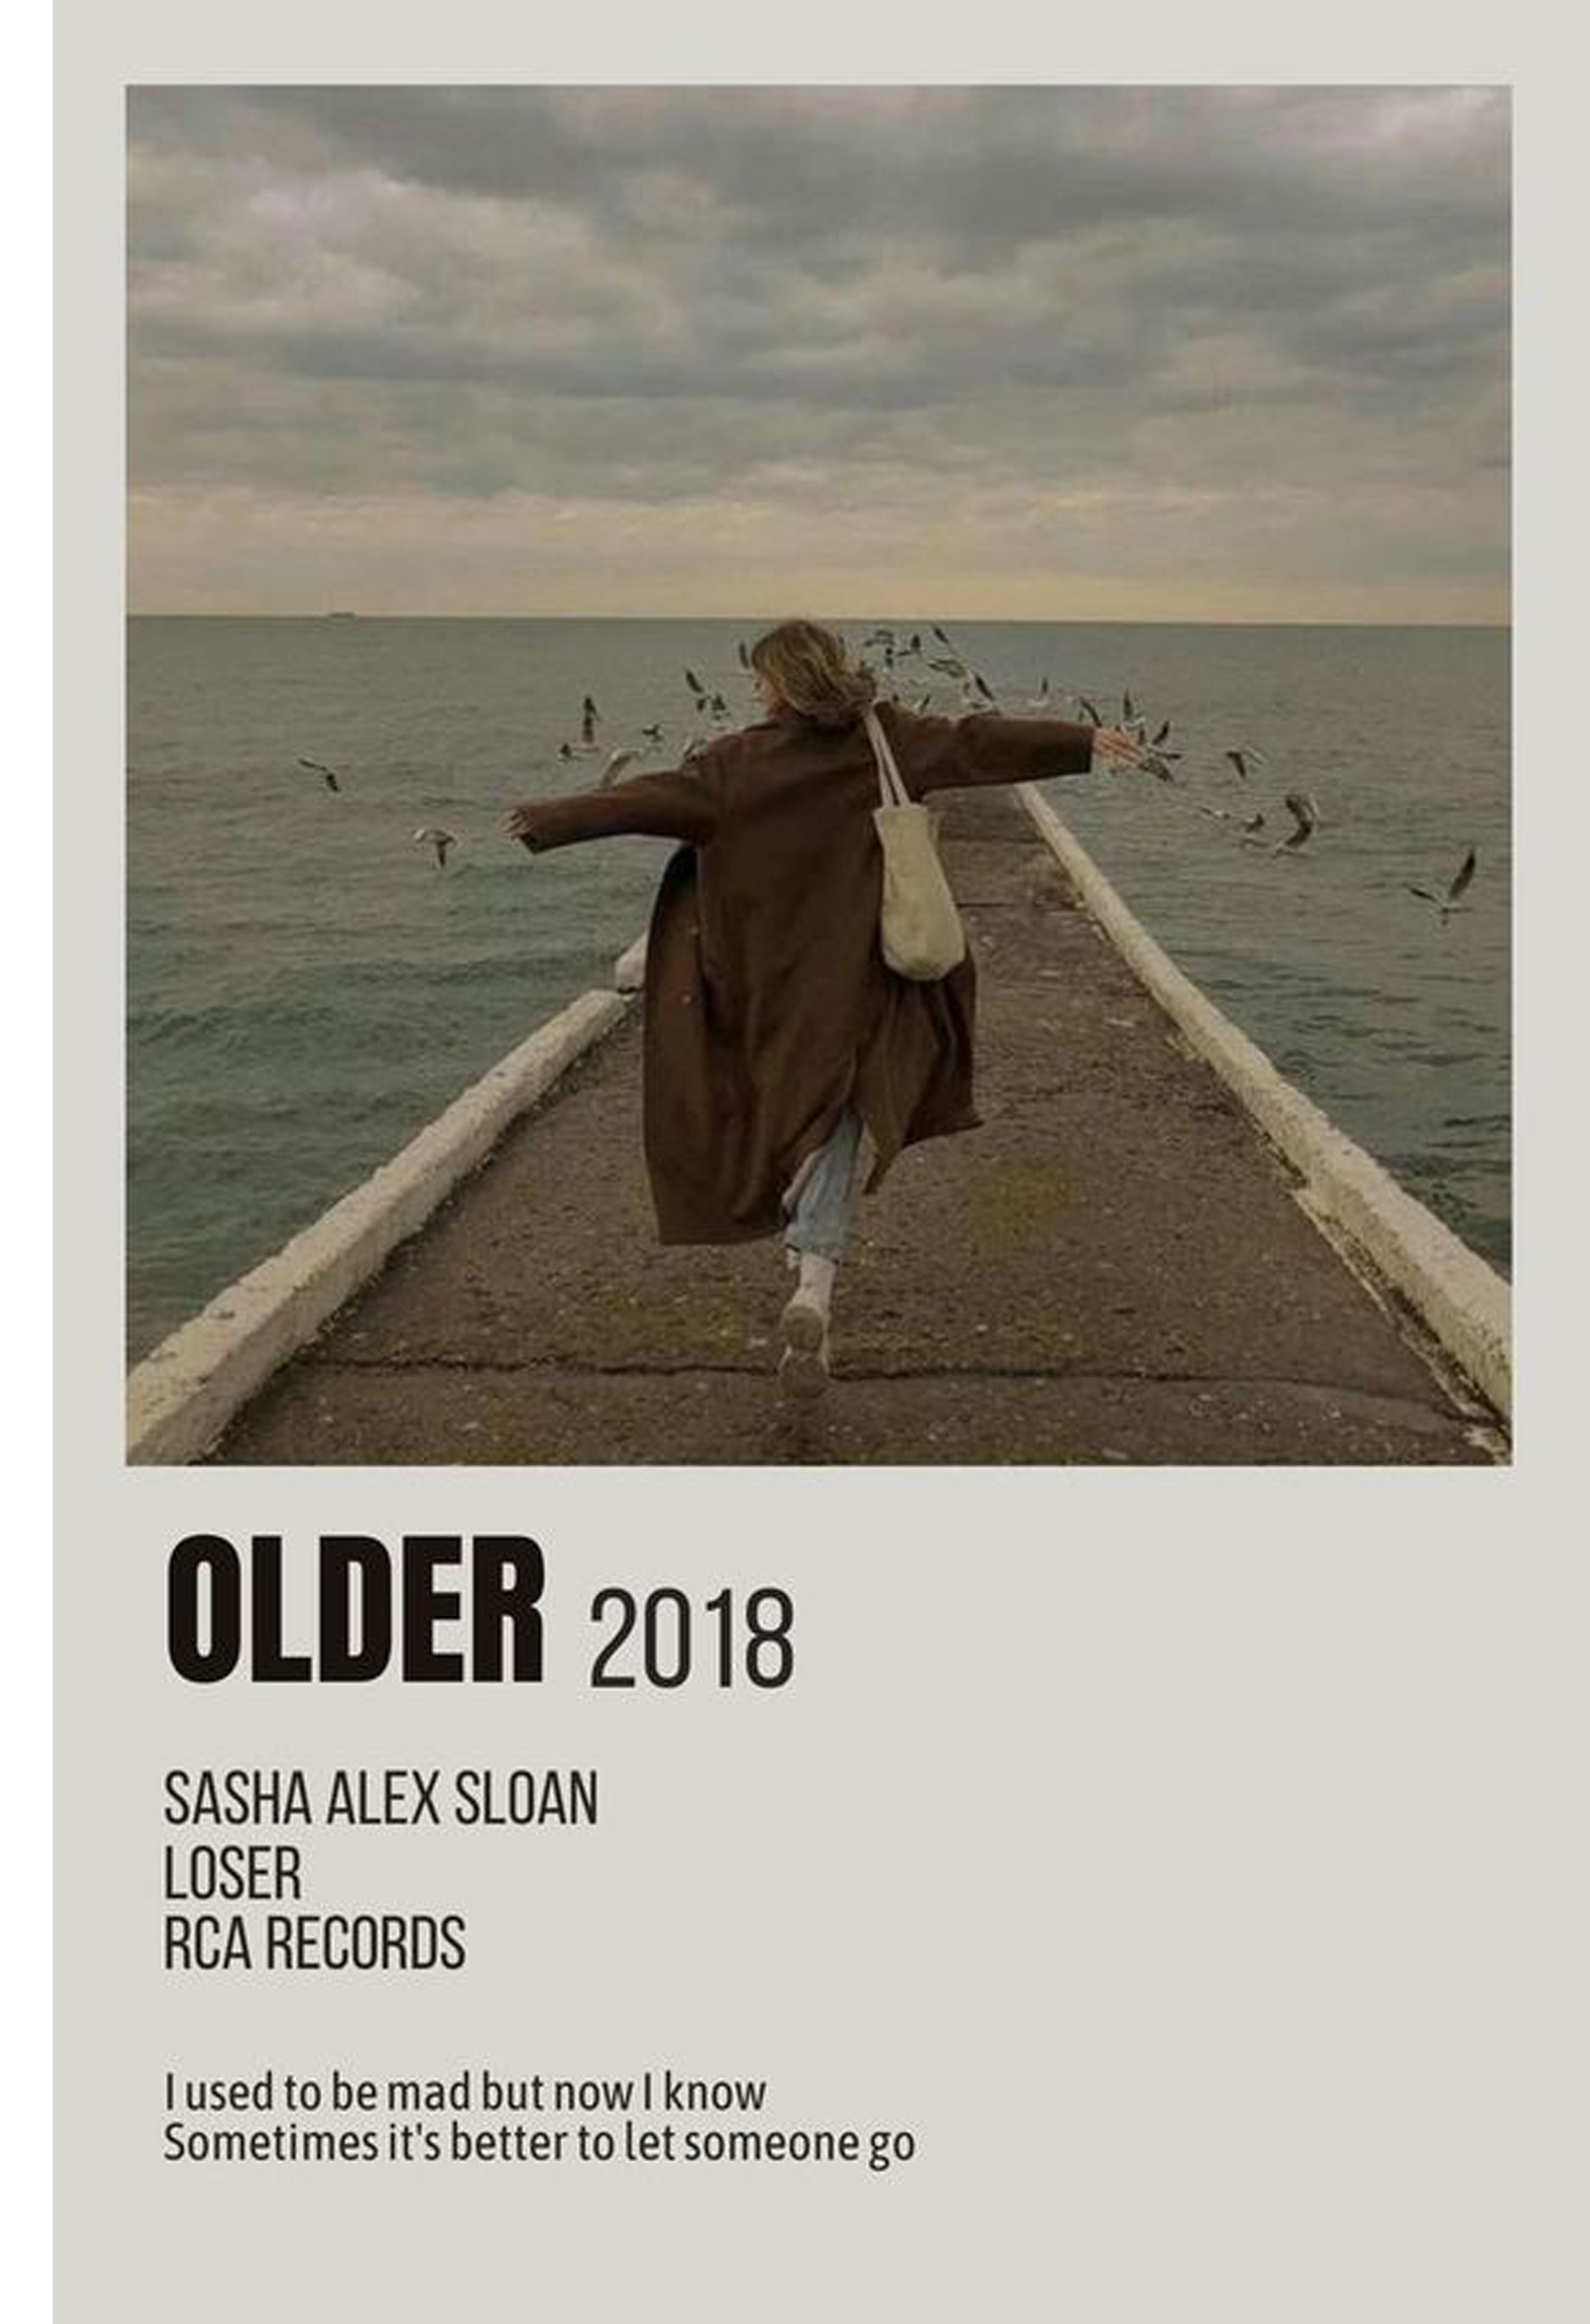 OLDER 2018
SASHA ALEX SLOAN
LOSER
RCA RECORDS
I used to be mad but now I know
Sometimes it's better to let someone go